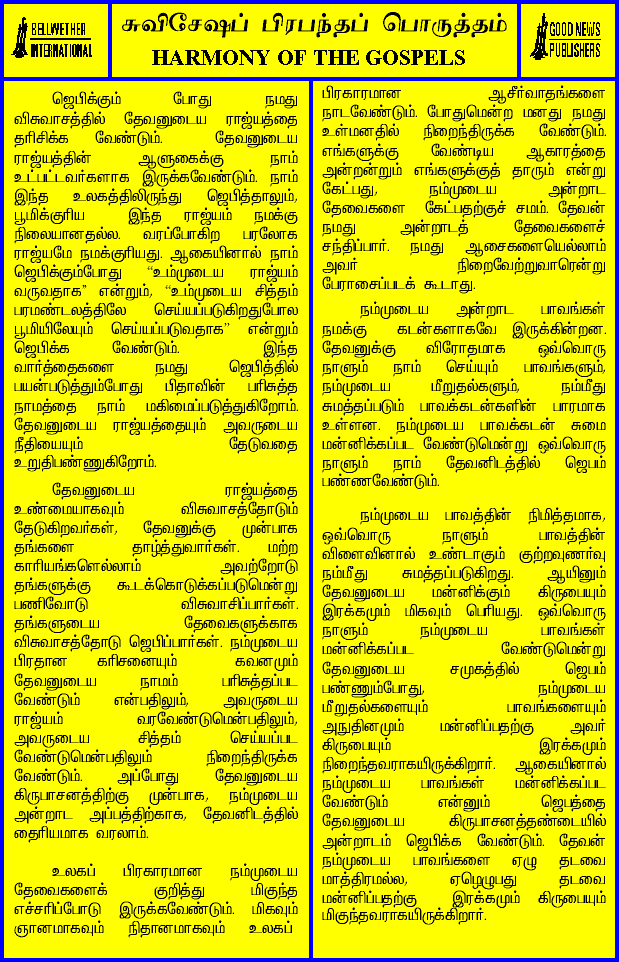 BELLWETHER
INTERNATIONAL
சுவிசேஷப் பிரபந்தப் பொருத்தம்
HARMONY OF THE GOSPELS
GOOD NEWS
PUBLISHERS
ஜெபிக்கும் போது நமது
விசுவாசத்தில் தேவனுடைய ராஜ்யத்தை
தரிசிக்க வேண்டும். தேவனுடைய
ராஜ்யத்தின் ஆளுகைக்கு நாம்
உட்பட்டவர்களாக இருக்கவேண்டும். நாம்
இந்த உலகத்திலிருந்து ஜெபித்தாலும்,
பூமிக்குரிய இந்த ராஜ்யம் நமக்கு
நிலையானதல்ல. வரப்போகிற பரலோக
ராஜ்யமே நமக்குரியது. ஆகையினால் நாம்
ஜெபிக்கும்போது “உம்முடைய ராஜ்யம்
வருவதாக” என்றும், “உம்முடைய சித்தம்
பரமண்டலத்திலே செய்யப்படுகிறதுபோல
பூமியிலேயும் செய்யப்படுவதாக” என்றும்
ஜெபிக்க வேண்டும். இந்த
வார்த்தைகளை நமது ஜெபத்தில்
பயன்படுத்தும்போது பிதாவின் பரிசுத்த
நாமத்தை நாம் மகிமைப்படுத்துகிறோம்.
தேவனுடைய ராஜ்யத்தையும் அவருடைய
நீதியையும் தேடுவதை
உறுதிபண்ணுகிறோம்.
தேவனுடைய ராஜ்யத்தை
உண்மையாகவும் விசுவாசத்தோடும்
தேடுகிறவர்கள், தேவனுக்கு முன்பாக
தங்களை தாழ்த்துவார்கள். மற்ற
காரியங்களெல்லாம் அவற்றோடு
தங்களுக்கு கூடக்கொடுக்கப்படுமென்று
பணிவோடு விசுவாசிப்பார்கள்.
தங்களுடைய தேவைகளுக்காக
விசுவாசத்தோடு ஜெபிப்பார்கள். நம்முடைய
பிரதான கரிசனையும் கவனமும்
தேவனுடைய நாமம் பரிசுத்தப்பட
வேண்டும் என்பதிலும், அவருடைய
ராஜ்யம் வரவேண்டுமென்பதிலும்,
அவருடைய சித்தம் செய்யப்பட
வேண்டுமென்பதிலும் நிறைந்திருக்க
வேண்டும். அப்போது தேவனுடைய
கிருபாசனத்திற்கு முன்பாக, நம்முடைய
அன்றாட அப்பத்திற்காக, தேவனிடத்தில்
தைரியமாக வரலாம்.
உலகப் பிரகாரமான நம்முடைய
தேவைகளைக் குறித்து மிகுந்த
எச்சரிப்போடு இருக்கவேண்டும். மிகவும்
ஞானமாகவும் நிதானமாகவும் உலகப்
பிரகாரமான ஆசீர்வாதங்களை
நாடவேண்டும். போதுமென்ற மனது நமது
உள்மனதில் நிறைந்திருக்க வேண்டும்.
எங்களுக்கு வேண்டிய ஆகாரத்தை
அன்றன்றும் எங்களுக்குத் தாரும் என்று
கேட்பது, நம்முடைய அன்றாட
தேவைகளை கேட்பதற்குச் சமம். தேவன்
நமது அன்றாடத் தேவைகளைச்
சந்திப்பார். நமது ஆசைகளையெல்லாம்
அவர் நிறைவேற்றுவாரென்று
பேராசைப்படக் கூடாது.
நம்முடைய அன்றாட பாவங்கள்
நமக்கு கடன்களாகவே இருக்கின்றன.
தேவனுக்கு விரோதமாக ஒவ்வொரு
நாளும் நாம் செய்யும் பாவங்களும்,
நம்முடைய மீறுதல்களும், நம்மீது
சுமத்தப்படும் பாவக்கடன்களின் பாரமாக
உள்ளன. நம்முடைய பாவக்கடன் சுமை
மன்னிக்கப்பட வேண்டுமென்று ஒவ்வொரு
நாளும் நாம் தேவனிடத்தில் ஜெபம்
பண்ணவேண்டும்.
நம்முடைய பாவத்தின் நிமித்தமாக,
ஒவ்வொரு நாளும் பாவத்தின்
விளைவினால் உண்டாகும் குற்றவுணர்வு
நம்மீது சுமத்தப்படுகிறது. ஆயினும்
தேவனுடைய மன்னிக்கும் கிருபையும்
இரக்கமும் மிகவும் பெரியது. ஒவ்வொரு
நாளும் நம்முடைய பாவங்கள்
மன்னிக்கப்பட வேண்டுமென்று
தேவனுடைய சமுகத்தில் ஜெபம்
பண்ணும்போது, நம்முடைய
மீறுதல்களையும் பாவங்களையும்
அநுதினமும் மன்னிப்பதற்கு அவர்
கிருபையும் இரக்கமும்
நிறைந்தவராகயிருக்கிறார். ஆகையினால்
நம்முடைய பாவங்கள் மன்னிக்கப்பட
வேண்டும் என்னும் ஜெபத்தை
தேவனுடைய கிருபாசனத்தண்டையில்
அன்றாடம் ஜெபிக்க வேண்டும். தேவன்
நம்முடைய பாவங்களை ஏழு தடவை
மாத்திரமல்ல, ஏழெழுபது தடவை
மன்னிப்பதற்கு இரக்கமும் கிருபையும்
மிகுந்தவராகயிருக்கிறார்.